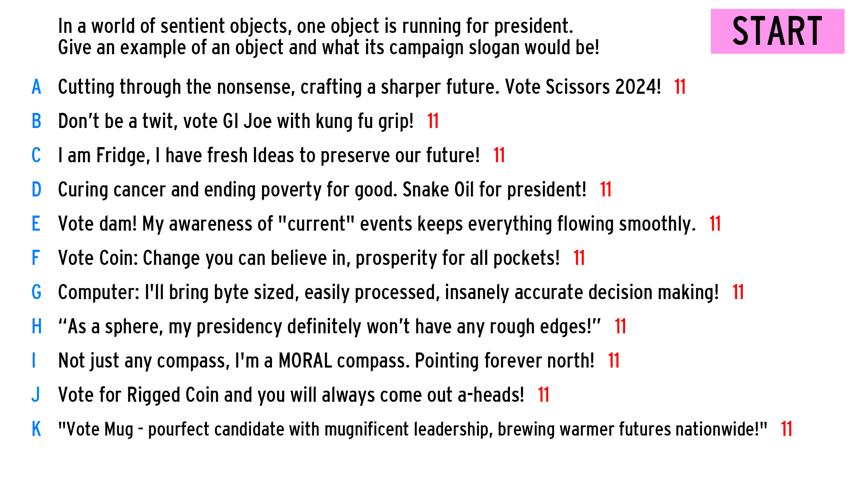 In a world of sentient objects, one object is running for president.
Give an example of an object and what its campaign slogan would be!
START
A Cutting through the nonsense, crafting a sharper future. Vote Scissors 2024! 11
B Don't be a twit, vote GI Joe with kung fu grip! 11
C I am Fridge, I have fresh Ideas to preserve our future! 11
D Curing cancer and ending poverty for good. Snake Oil for president! 11
E Vote dam! My awareness of "current" events keeps everything flowing smoothly. 11
F Vote Coin: Change you can believe in, prosperity for all pockets! 11
G Computer: I'll bring byte sized, easily processed, insanely accurate decision making! 11
H “As a sphere, my presidency definitely won’t have any rough edges!” 11
I Not just any compass, I'm a MORAL compass. Pointing forever north! 11
J Vote for Rigged Coin and you will always come out a-heads! 11
K "Vote Mug - pourfect candidate with mugnificent leadership, brewing warmer futures nationwide!" 11